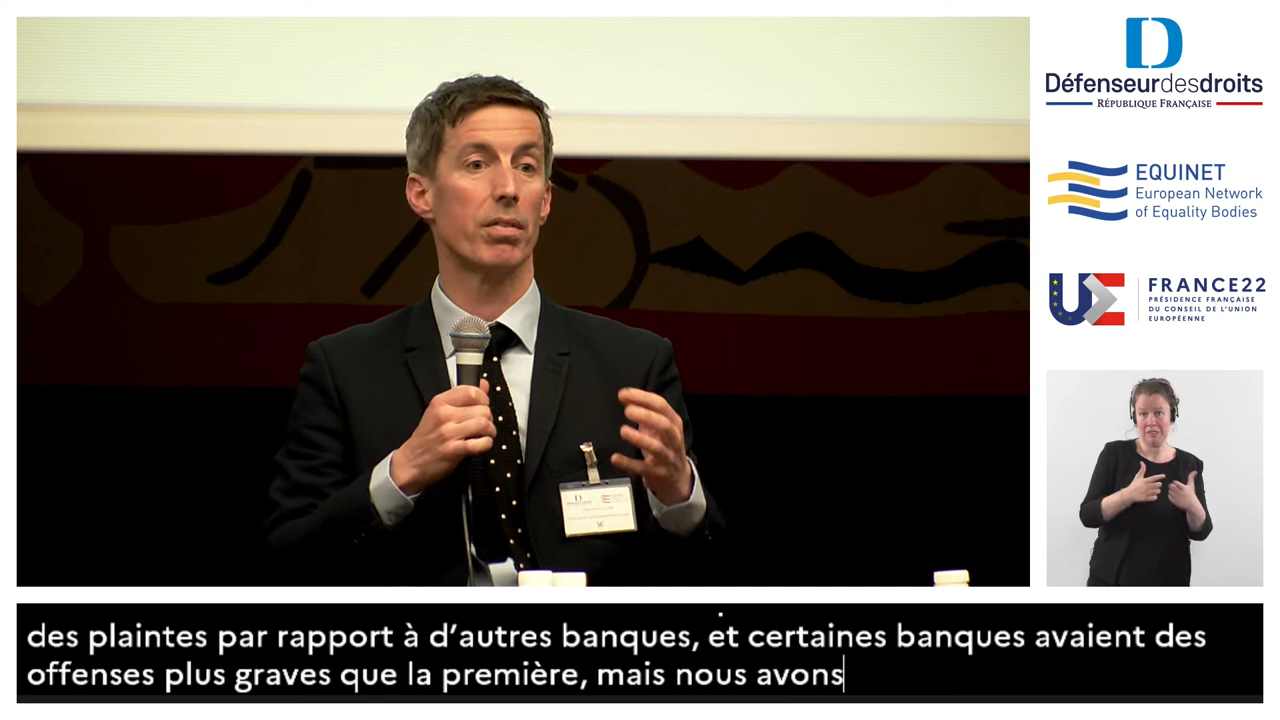 D
Défenseurdesdroits
RÉPUBLIQUE FRANÇAISE
EQUINET
European Network
of Equality Bodies
UE
FRANCE22
PRÉSIDENCE FRANÇAISE
DU CONSEIL DE L'UNION
EUROPÉENNE
D
des plaintes par rapport à d'autres banques, et certaines banques avaient des
offenses plus graves que la première, mais nous avons